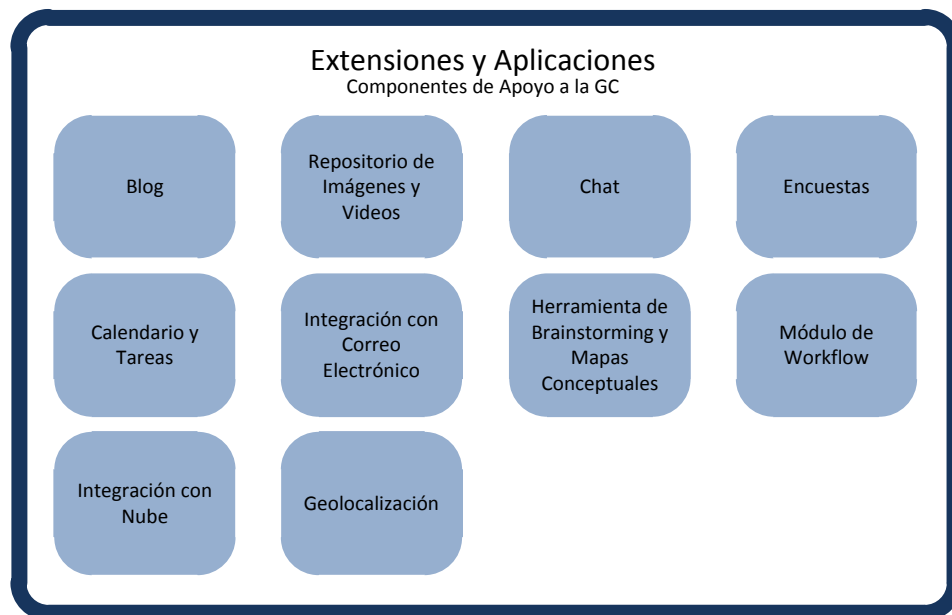 Extensiones y Aplicaciones
Componentes de Apoyo a la GC
Blog
Repositorio de
Imágenes y
Videos
Chat
Encuestas
Calendario y
Tareas
Integración con
Correo
Electrónico
Herramienta de
Brainstorming y
Mapas
Conceptuales
Módulo de
Workflow
Integración con
Nube
Geolocalización